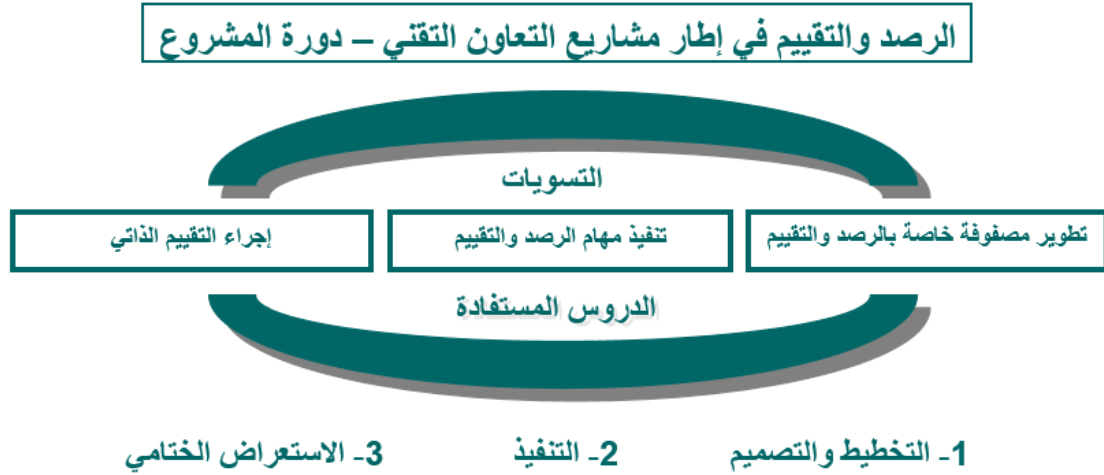 الرصد والتقييم في إطار مشاريع التعاون التقني – دورة المشروع
التسويات
تطوير مصفوفة خاصة بالرصد والتقييم
تنفيذ مهام الرصد والتقييم
إجراء التقييم الذاتي
الدروس المستفادة
1- التخطيط والتصميم
2- التنفيذ
3- الاستعراض الختامي